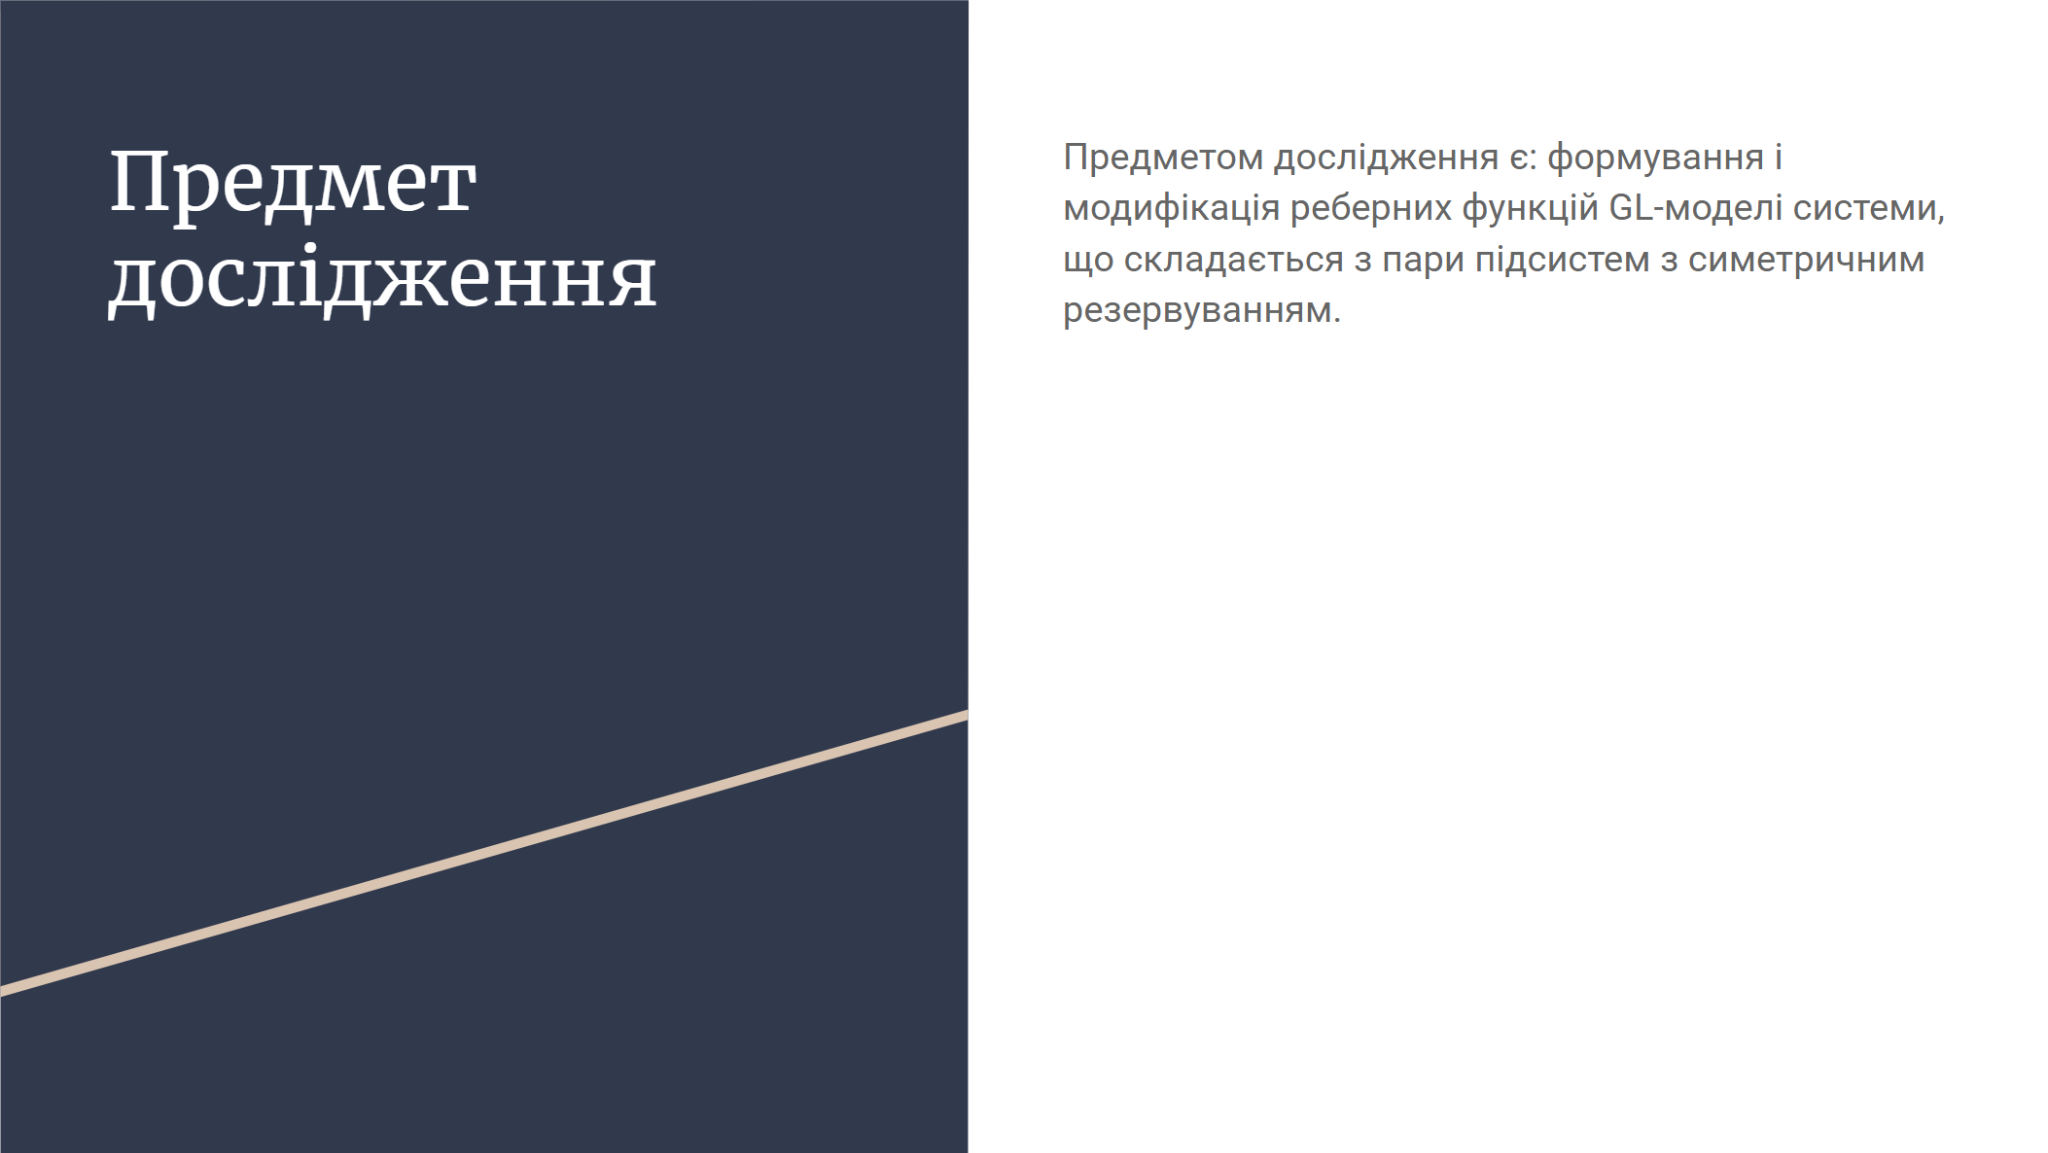 Предмет
дослідження
Предметом дослідження є: формування і
модифікація реберних функцій GL-моделі системи,
що складається з пари підсистем з симетричним
резервуванням.